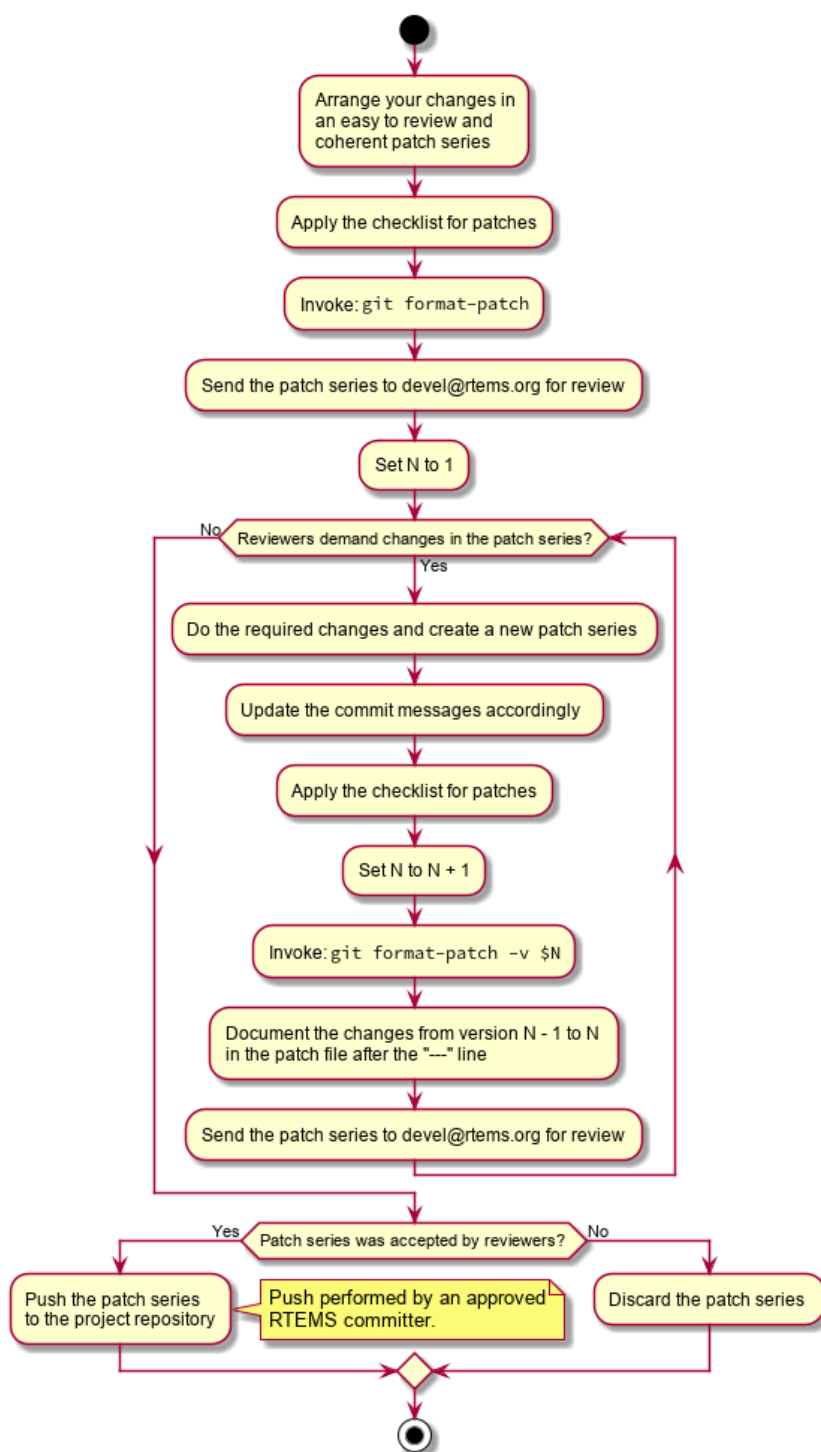 Arrange your changes in
an easy to review and
coherent patch series
Apply the checklist for patches
Invoke: git format-patch
Send the patch series to devel@rtems.org for review
Set N to 1
No
Reviewers demand changes in the patch series?
Yes
Do the required changes and create a new patch series
Update the commit messages accordingly
Apply the checklist for patches
Set N to N + 1
Invoke: git format-patch -v $N
Document the changes from version N - 1 to N
in the patch file after the "---" line
Send the patch series to devel@rtems.org for review
Yes
Patch series was accepted by reviewers?
No
Push the patch series
to the project repository
Push performed by an approved
RTEMS committer.
Discard the patch series